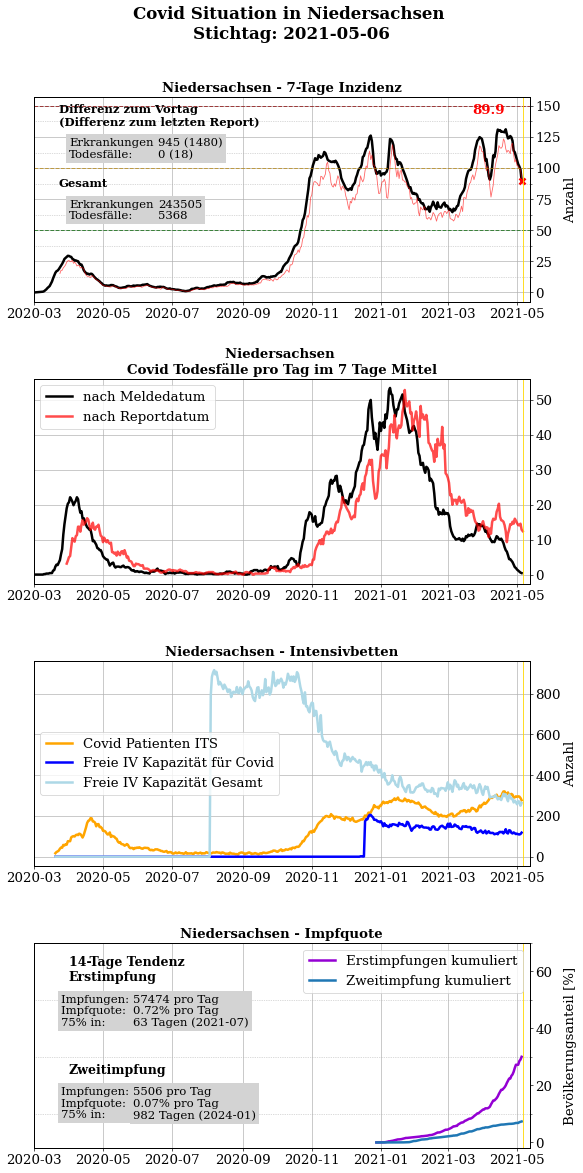 Covid Situation in Niedersachsen
Stichtag: 2021-05-06
Niedersachsen - 7-Tage Inzidenz
Differenz zum Vortag
(Differenz zum letzten Report)
Erkrankungen 945 (1480)
Todesfälle: 0 (18)
Gesamt
Erkrankungen 243505
Todesfälle: 5368
89.9
150
125
100
75
50
25
0
Anzahl
2020-03 2020-05 2020-07 2020-09 2020-11 2021-01 2021-03 2021-05
Niedersachsen
Covid Todesfälle pro Tag im 7 Tage Mittel
nach Meldedatum
nach Reportdatum
50
40
30
20
10
0
2020-03 2020-05 2020-07 2020-09 2020-11 2021-01 2021-03 2021-05
Niedersachsen - Intensivbetten
Covid Patienten ITS
Freie IV Kapazität für Covid
Freie IV Kapazität Gesamt
800
600
400
200
0
Anzahl
2020-03 2020-05 2020-07 2020-09 2020-11 2021-01 2021-03 2021-05
Niedersachsen - Impfquote
14-Tage Tendenz
Erstimpfung
Impfungen: 57474 pro Tag
Impfquote: 0.72% pro Tag
75% in: 63 Tagen (2021-07)
Zweitimpfung
Impfungen: 5506 pro Tag
Impfquote: 0.07% pro Tag
75% in: 982 Tagen (2024-01)
Erstimpfungen kumuliert
Zweitimpfung kumuliert
60
40
20
0
Bevölkerungsanteil [%]
2020-03 2020-05 2020-07 2020-09 2020-11 2021-01 2021-03 2021-05